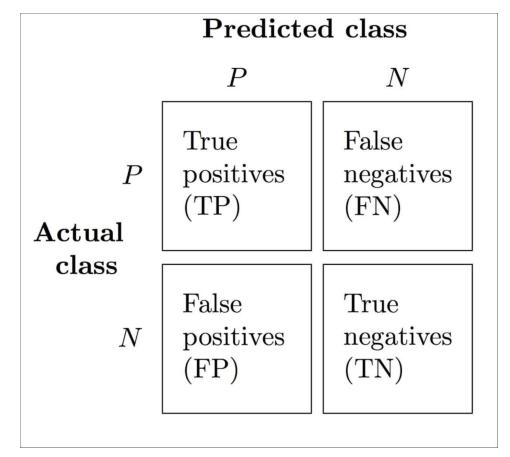 Predicted class
P
N
P
True
positives
(TP)
False
negatives
(FN)
Actual
class
N
False
positives
(FP)
True
negatives
(TN)